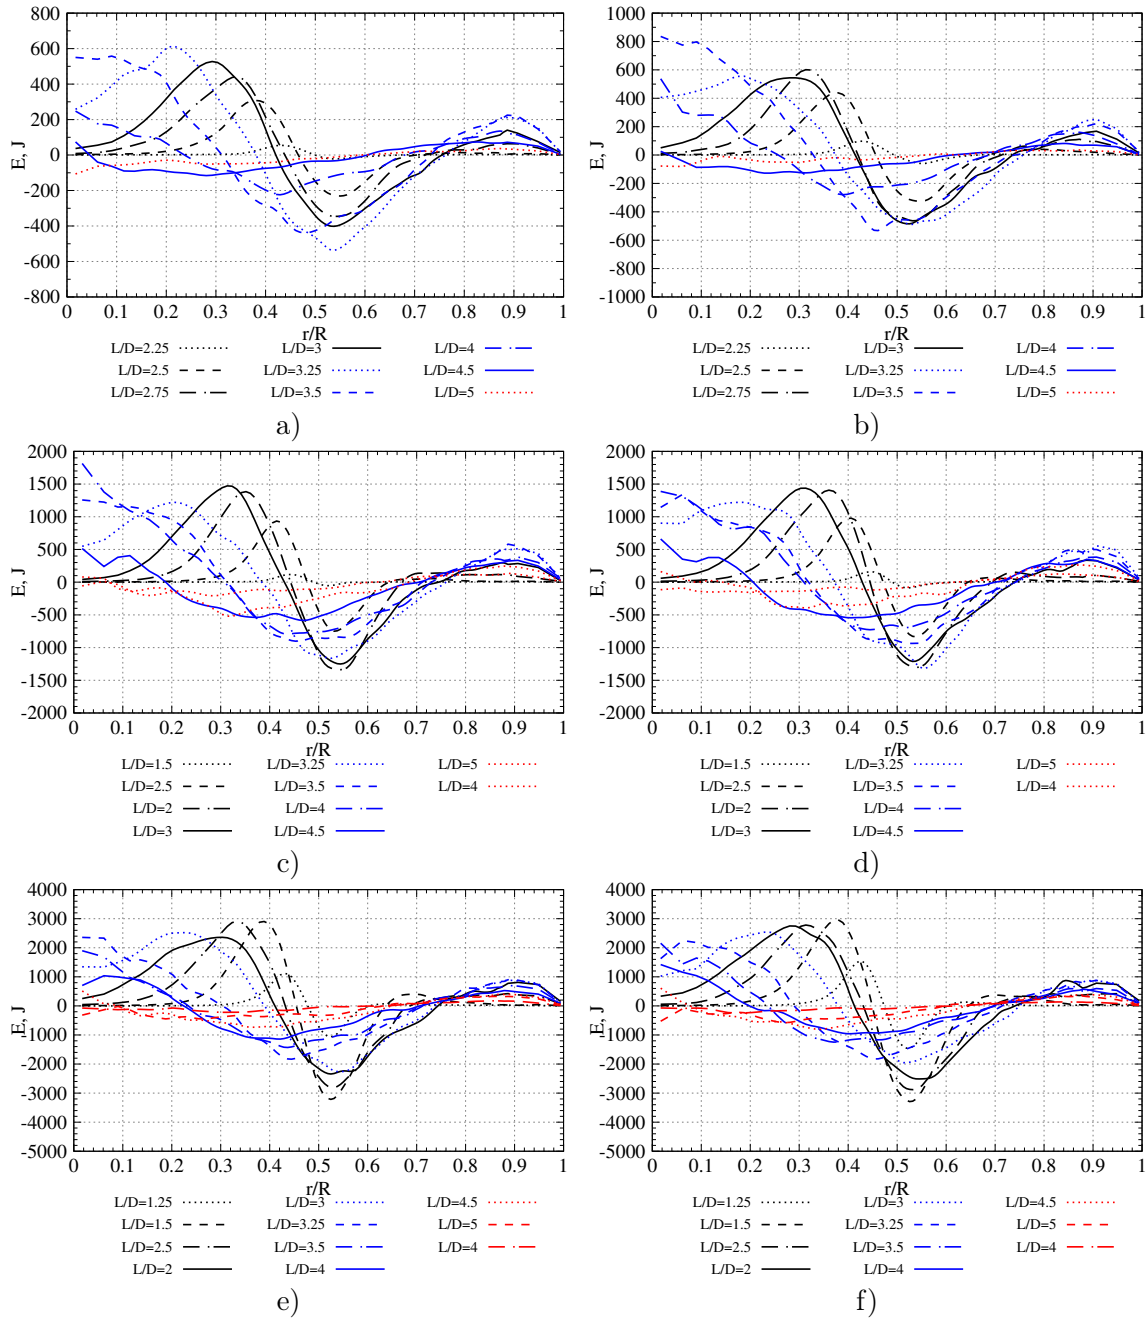 800
600
400
200
0
-200
-400
-600
-800
E, J
0 0.1 0.2 0.3 0.4 0.5 0.6 0.7 0.8 0.9 1
r/R
L/D=2.25 L/D=3 L/D=4
L/D=2.5 L/D=3.25 L/D=4.5
L/D=2.75 L/D=3.5 L/D=5
a)
1000
800
600
400
200
0
-200
-400
-600
-800
-1000
E, J
0 0.1 0.2 0.3 0.4 0.5 0.6 0.7 0.8 0.9 1
r/R
L/D=2.25 L/D=3 L/D=4
L/D=2.5 L/D=3.25 L/D=4.5
L/D=2.75 L/D=3.5 L/D=5
b)
2000
1500
1000
500
0
-500
-1000
-1500
-2000
E, J
0 0.1 0.2 0.3 0.4 0.5 0.6 0.7 0.8 0.9 1
r/R
L/D=1.5 L/D=3.25 L/D=5
L/D=2.5 L/D=3.5 L/D=4
L/D=2 L/D=4
L/D=3 L/D=4.5
c)
2000
1500
1000
500
0
-500
-1000
-1500
-2000
E, J
0 0.1 0.2 0.3 0.4 0.5 0.6 0.7 0.8 0.9 1
r/R
L/D=1.5 L/D=3.25 L/D=5
L/D=2.5 L/D=3.5 L/D=4
L/D=2 L/D=4
L/D=3 L/D=4.5
d)
4000
3000
2000
1000
0
-1000
-2000
-3000
-4000
-5000
E, J
0 0.1 0.2 0.3 0.4 0.5 0.6 0.7 0.8 0.9 1
r/R
L/D=1.25 L/D=3 L/D=4.5
L/D=1.5 L/D=3.25 L/D=5
L/D=2.5 L/D=3.5 L/D=4
L/D=2 L/D=4
e)
4000
3000
2000
1000
0
-1000
-2000
-3000
-4000
-5000
E, J
0 0.1 0.2 0.3 0.4 0.5 0.6 0.7 0.8 0.9 1
r/R
L/D=1.25 L/D=3 L/D=4.5
L/D=1.5 L/D=3.25 L/D=5
L/D=2.5 L/D=3.5 L/D=4
L/D=2 L/D=4
f)